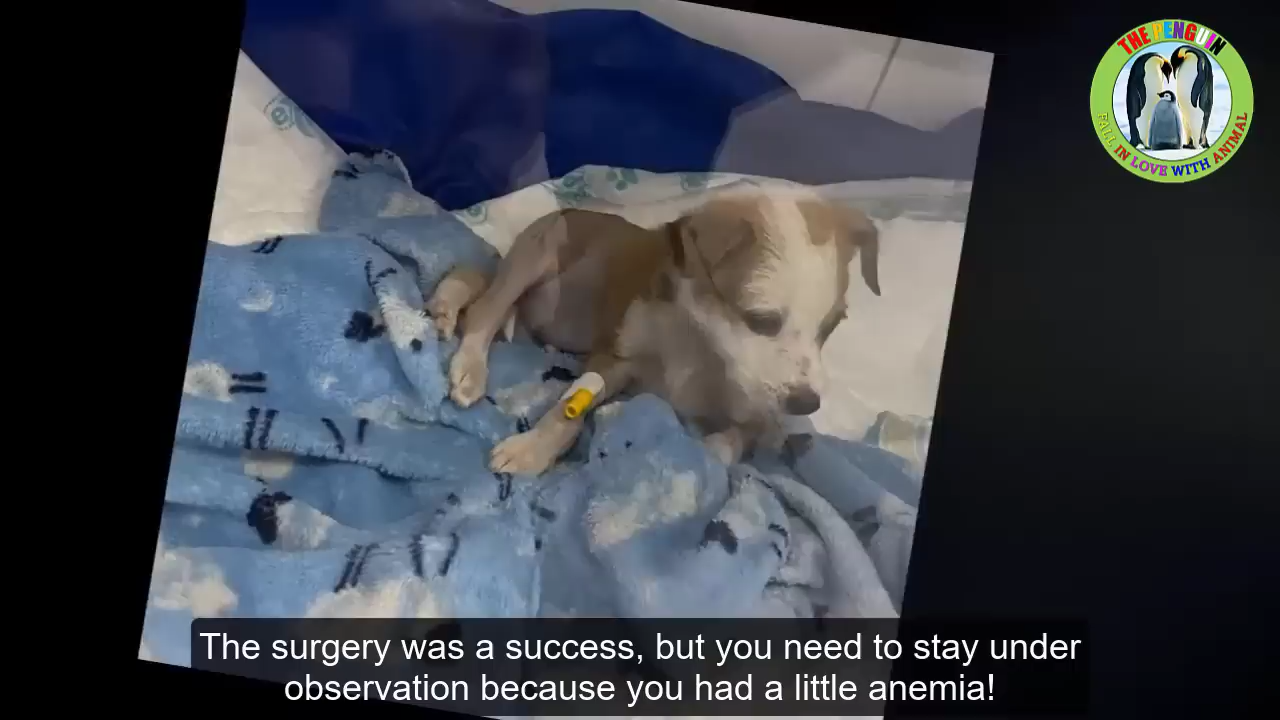 THE PENGUIN
FALL IN LOVE WITH ANIMAL
The surgery was a success, but you need to stay under
observation because you had a little anemia!